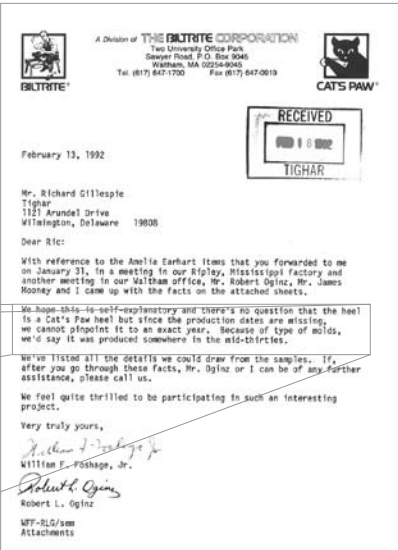 A Division of THE BILTRITE CORPORATION
Two University Office Park
Sawyer Road, P.O. Box 9045
Waltham, MA 02254-9045
Tel. (617) 647-1700 Fax (617) 647-0919
BILTRITE®
CAT'S PAW®
RECEIVED
TIGHAR
February 13, 1992
Mr. Richard Gillespie
Tighar
1121 Arundel Drive
Wilmington, Delaware 19808
Dear Ric:
With reference to the Amelia Earhart items that you forwarded to me
on January 31, in a meeting in our Ripley, Mississippi factory and
another meeting in our Waltham office, Mr. Robert Oginz, Mr. James
Mooney and I came up with the facts on the attached sheets.
We hope this is self-explanatory and there's no question that the heel
is a Cat's Paw heel but since the production dates are missing,
we cannot pinpoint it to an exact year. Because of type of molds,
we'd say it was produced somewhere in the mid-thirties.
We've listed all the details we could draw from the samples. If,
after you go through these facts, Mr. Oginz or I can be of any further
assistance, please call us.
We feel quite thrilled to be participating in such an interesting
project.
Very truly yours,
William F. Foshage Jr
William F. Foshage, Jr.
Robert L. Oginz
Robert L. Oginz
WFF-RLG/sem
Attachments